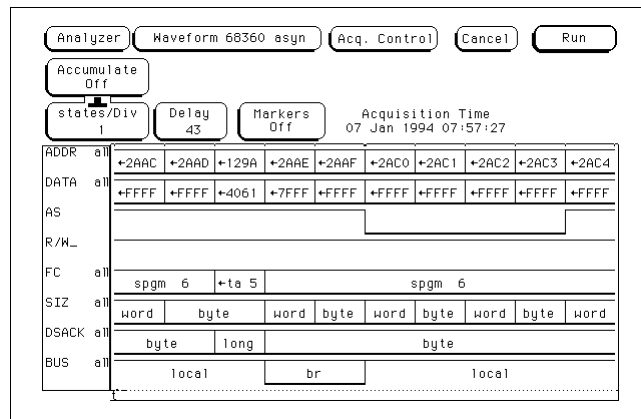 Analyzer Waveform 68360 asyn Acq. Control Cancel Run
Accumulate
Off
states/Div Delay Markers Acquisition Time
1 43 Off 07 Jan 1994 07:57:27
ADDR all ←2AAC ←2AAD ←129A ←2AAE ←2AAF ←2AC0 ←2AC1 ←2AC2 ←2AC3 ←2AC4
DATA all ←FFFF ←FFFF ←4061 ←7FFF ←FFFF ←FFFF ←FFFF ←FFFF ←FFFF ←FFFF
AS
R/W_
FC all spgm 6 ←ta 5 spgm 6
SIZ all word byte word byte word byte word byte word
DSACK all byte long byte
BUS all local br local